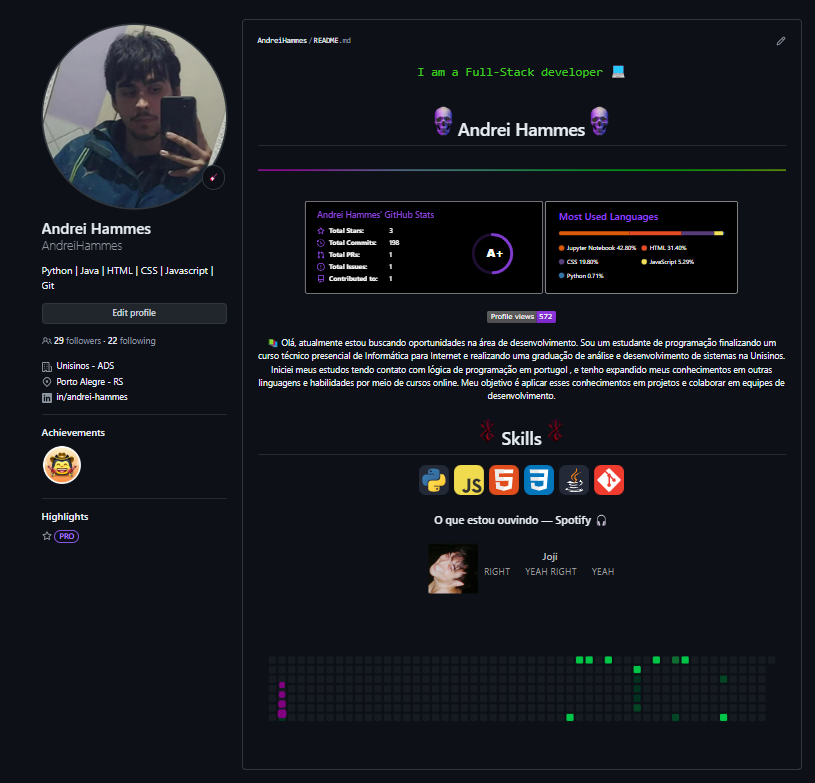 AndreiHammes / README.md
I am a Full-Stack developer
Andrei Hammes
Andrei Hammes' GitHub Stats
Total Stars: 3
Total Commits: 198
Total PRs: 1
Total Issues: 1
Contributed to: 1
A+
Most Used Languages
Jupyter Notebook 42.80% HTML 31.40%
CSS 19.80% JavaScript 5.29%
Python 0.71%
Profile views 572
Olá, atualmente estou buscando oportunidades na área de desenvolvimento. Sou um estudante de programação finalizando um
curso técnico presencial de Informática para Internet e realizando uma graduação de análise e desenvolvimento de sistemas na Unisinos.
Iniciei meus estudos tendo contato com lógica de programação em portugol , e tenho expandido meus conhecimentos em outras
linguagens e habilidades por meio de cursos online. Meu objetivo é aplicar esses conhecimentos em projetos e colaborar em equipes de
desenvolvimento.
Skills
JS
O que estou ouvindo — Spotify
Joji
RIGHT YEAH RIGHT YEAH
Andrei Hammes
AndreiHammes
Python | Java | HTML | CSS | Javascript |
Git
Edit profile
29 followers · 22 following
Unisinos - ADS
Porto Alegre - RS
in/andrei-hammes
Achievements
Highlights
PRO